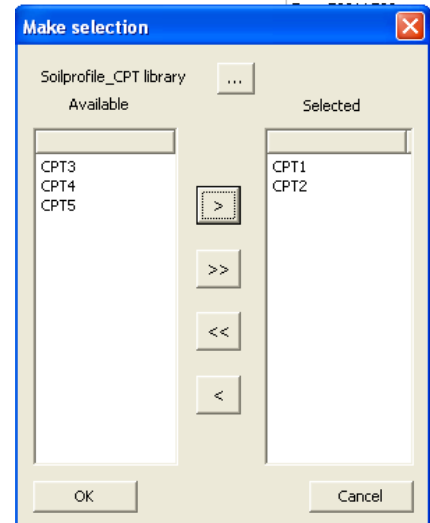 Make selection
Soilprofile_CPT library ...
Available Selected
CPT3 CPT1
CPT4 CPT2
CPT5
>
>>
<<
<
OK Cancel